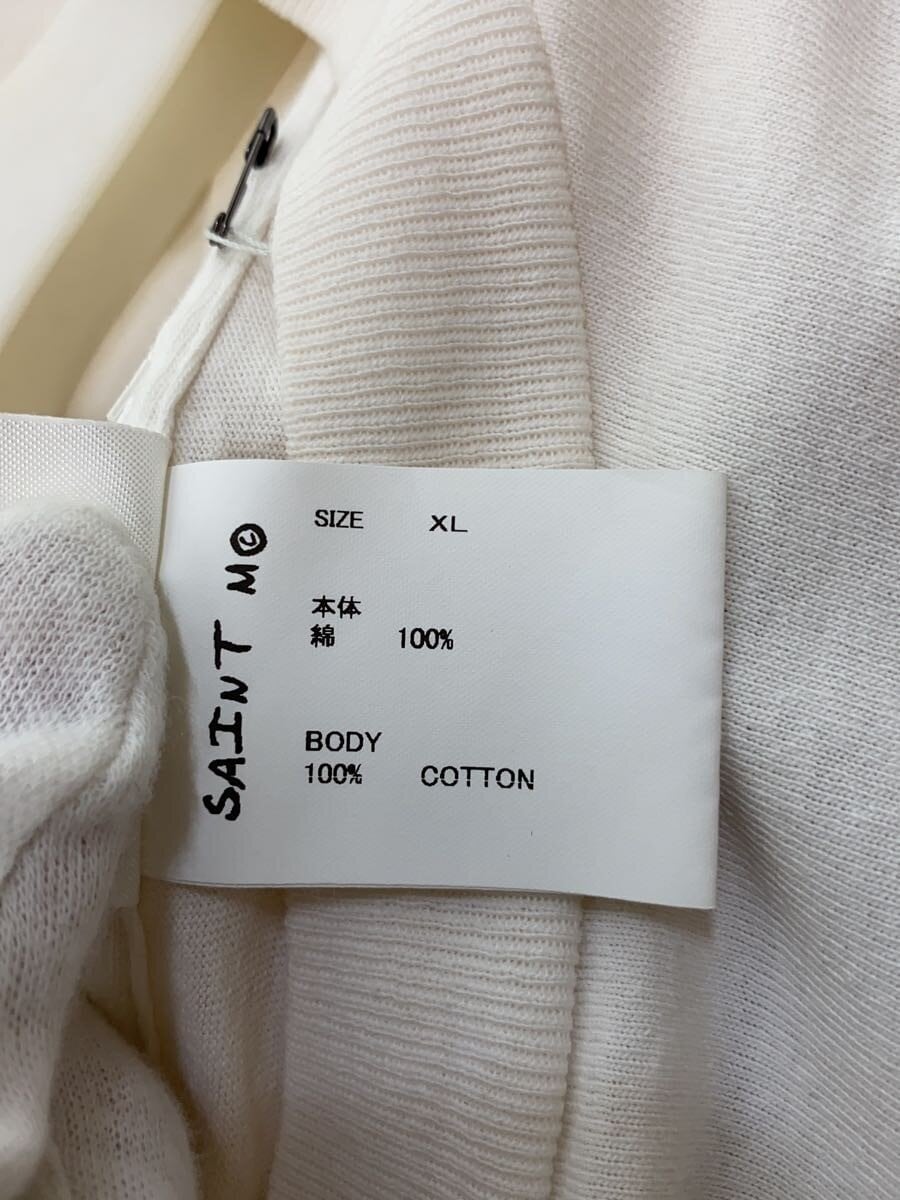 SAINT M©
SIZE XL
本体
綿 100%
BODY
100% COTTON